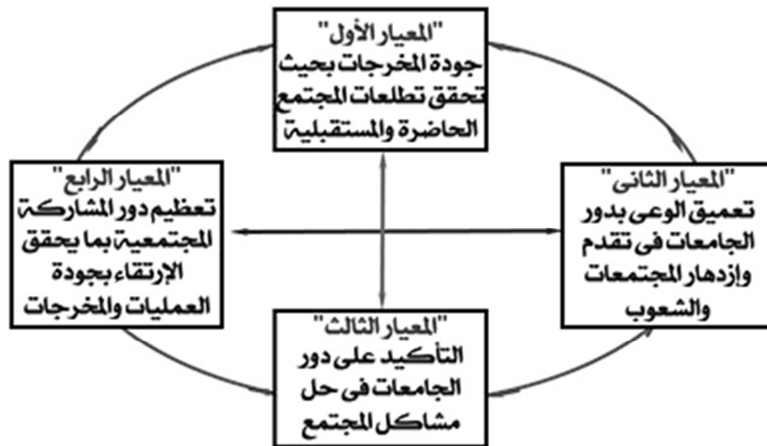 "المعيار الأول"
جودة المخرجات بحيث
تحقق تطلعات المجتمع
الحاضرة والمستقبلية
"المعيار الثانى"
تعميق الوعى بدور
الجامعات فى تقدم
وإزدهار المجتمعات
والشعوب
"المعيار الرابع"
تعظيم دور المشاركة
المجتمعية بما يحقق
الإرتقاء بجودة
العمليات والمخرجات
"المعيار الثالث"
التأكيد على دور
الجامعات فى حل
مشاكل المجتمع